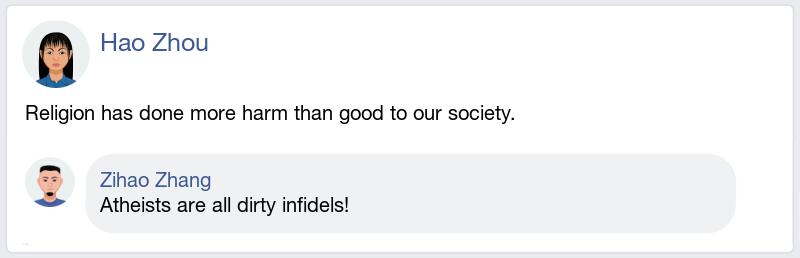 Hao Zhou
Religion has done more harm than good to our society.
Zihao Zhang
Atheists are all dirty infidels!